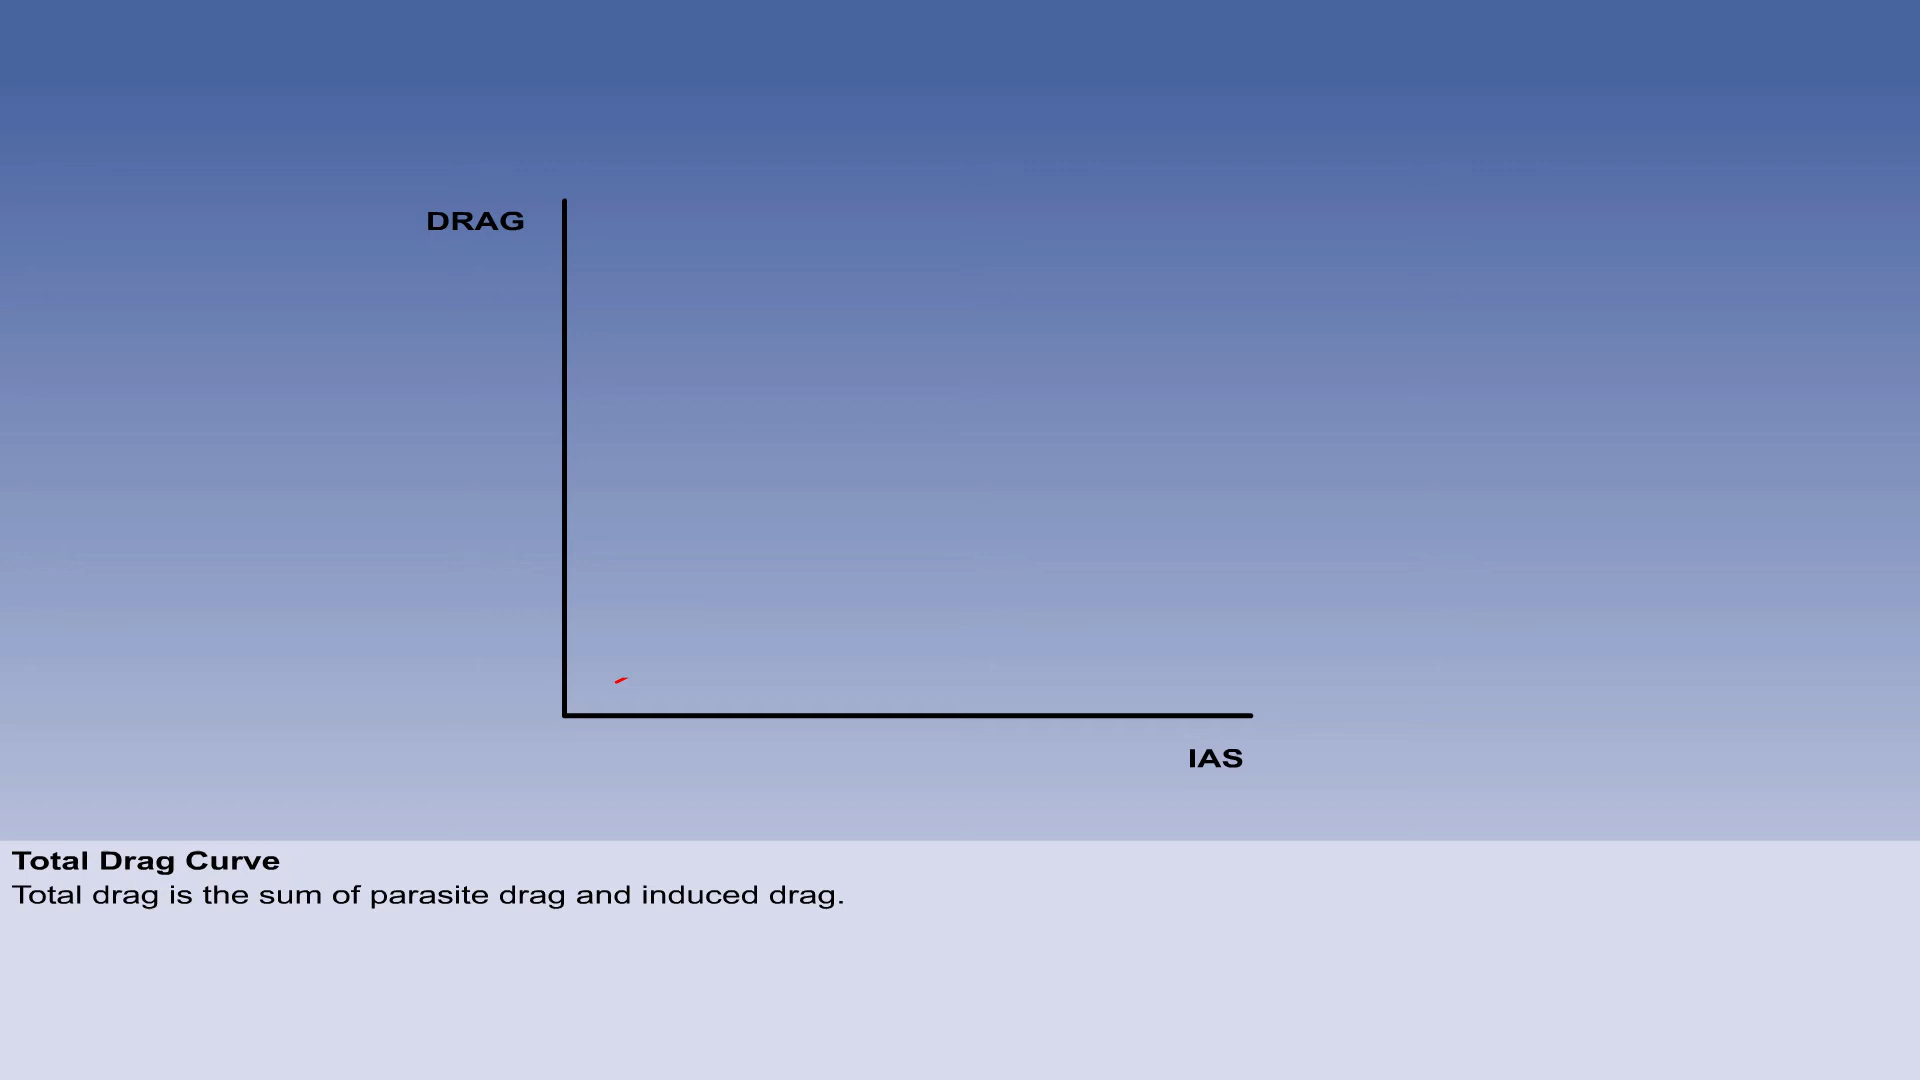 DRAG
IAS
Total Drag Curve
Total drag is the sum of parasite drag and induced drag.